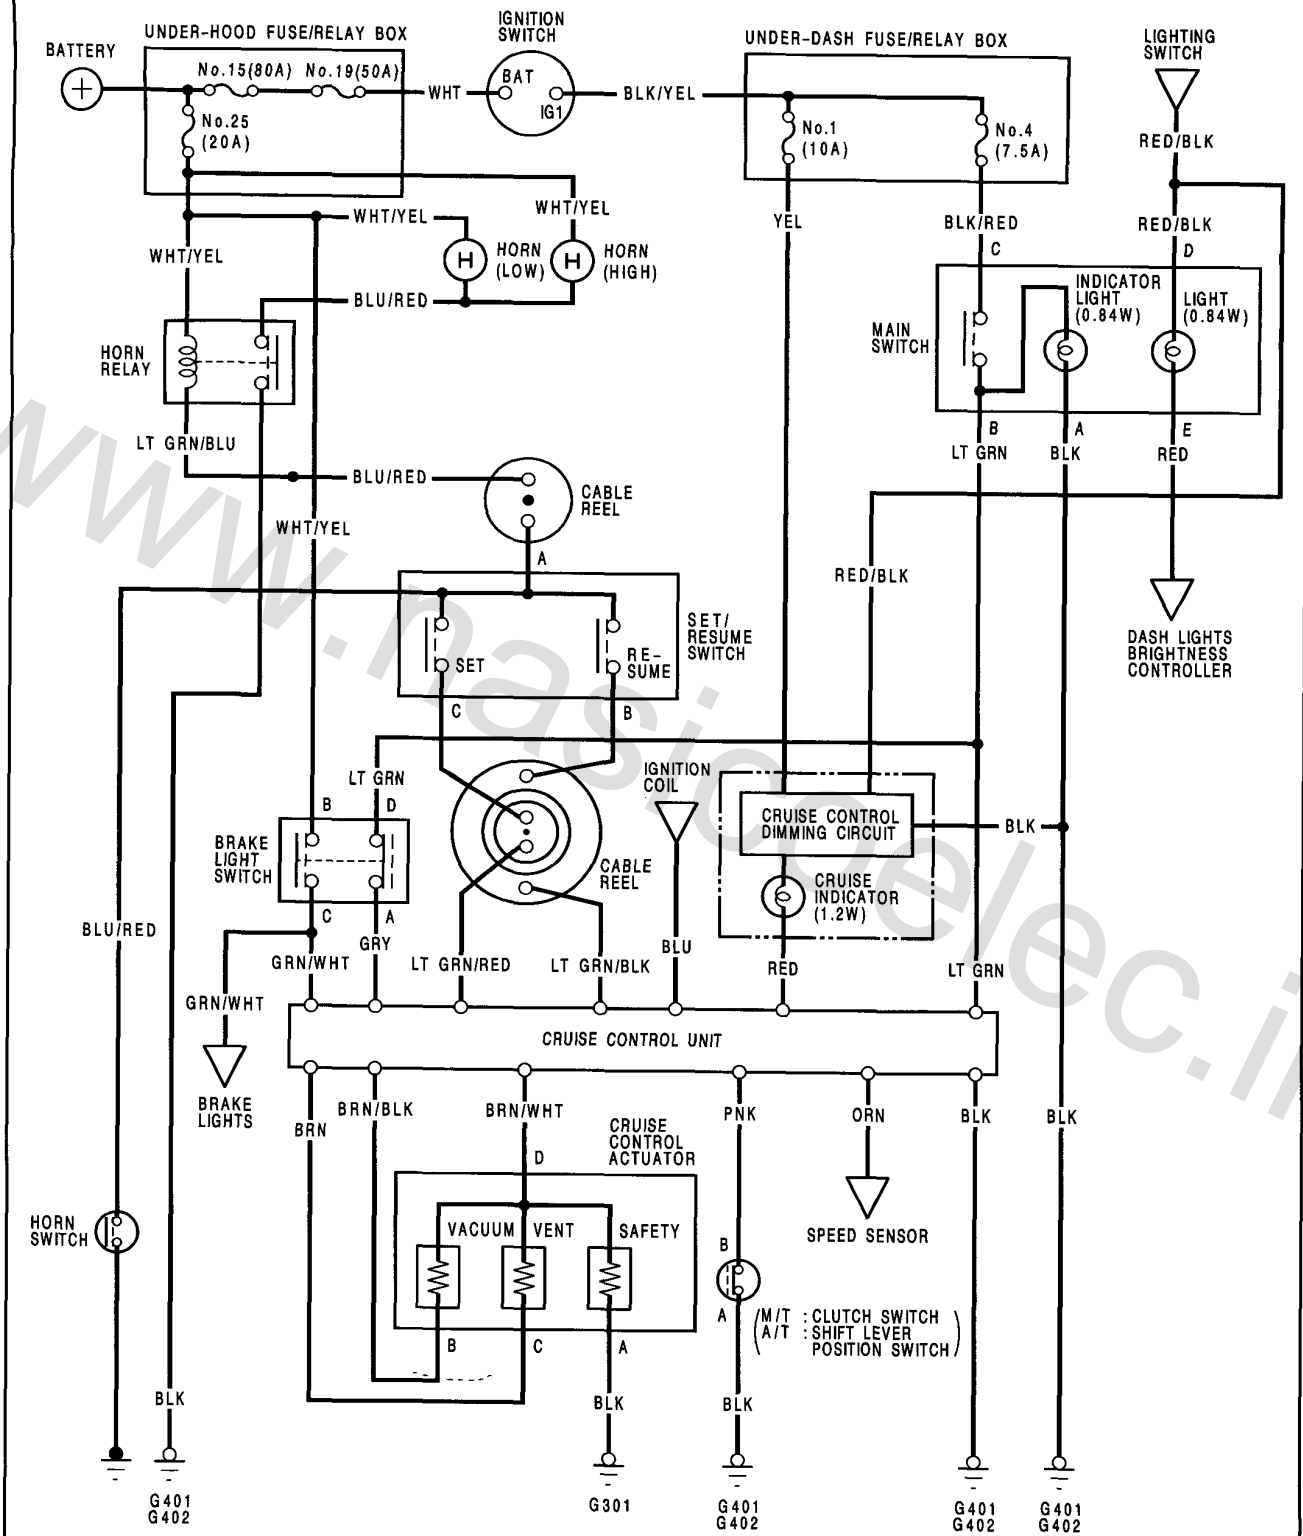 IGNITION
SWITCH
UNDER-HOOD FUSE/RELAY BOX
BATTERY
UNDER-DASH FUSE/RELAY BOX
LIGHTING
SWITCH
No.15(80A) No.19(50A)
WHT
BAT
IG1
BLK/YEL
No.25
(20A)
No.1
(10A)
No.4
(7.5A)
RED/BLK
WHT/YEL
WHT/YEL
YEL
BLK/RED
RED/BLK
C
D
WHT/YEL
H
HORN
(LOW)
H
HORN
(HIGH)
BLU/RED
INDICATOR
LIGHT
(0.84W)
LIGHT
(0.84W)
MAIN
SWITCH
HORN
RELAY
B
A
E
LT GRN/BLU
LT GRN
BLK
RED
BLU/RED
CABLE
REEL
WHT/YEL
A
RED/BLK
SET/
RESUME
SWITCH
SET
RE-
SUME
DASH LIGHTS
BRIGHTNESS
CONTROLLER
C
B
LT GRN
IGNITION
COIL
B
D
CRUISE CONTROL
DIMMING CIRCUIT
BLK
BRAKE
LIGHT
SWITCH
CABLE
REEL
CRUISE
INDICATOR
(1.2W)
C
A
BLU/RED
GRY
GRN/WHT
LT GRN/RED
LT GRN/BLK
BLU
RED
LT GRN
GRN/WHT
CRUISE CONTROL UNIT
BRAKE
LIGHTS
BRN
BRN/BLK
BRN/WHT
PNK
ORN
BLK
BLK
CRUISE
CONTROL
ACTUATOR
D
VACUUM
VENT
SAFETY
HORN
SWITCH
SPEED SENSOR
B
A
(M/T : CLUTCH SWITCH
A/T : SHIFT LEVER
POSITION SWITCH)
B
C
A
BLK
BLK
BLK
G401
G402
G301
G401
G402
G401
G402
G401
G402
www.nasicoelec.ir